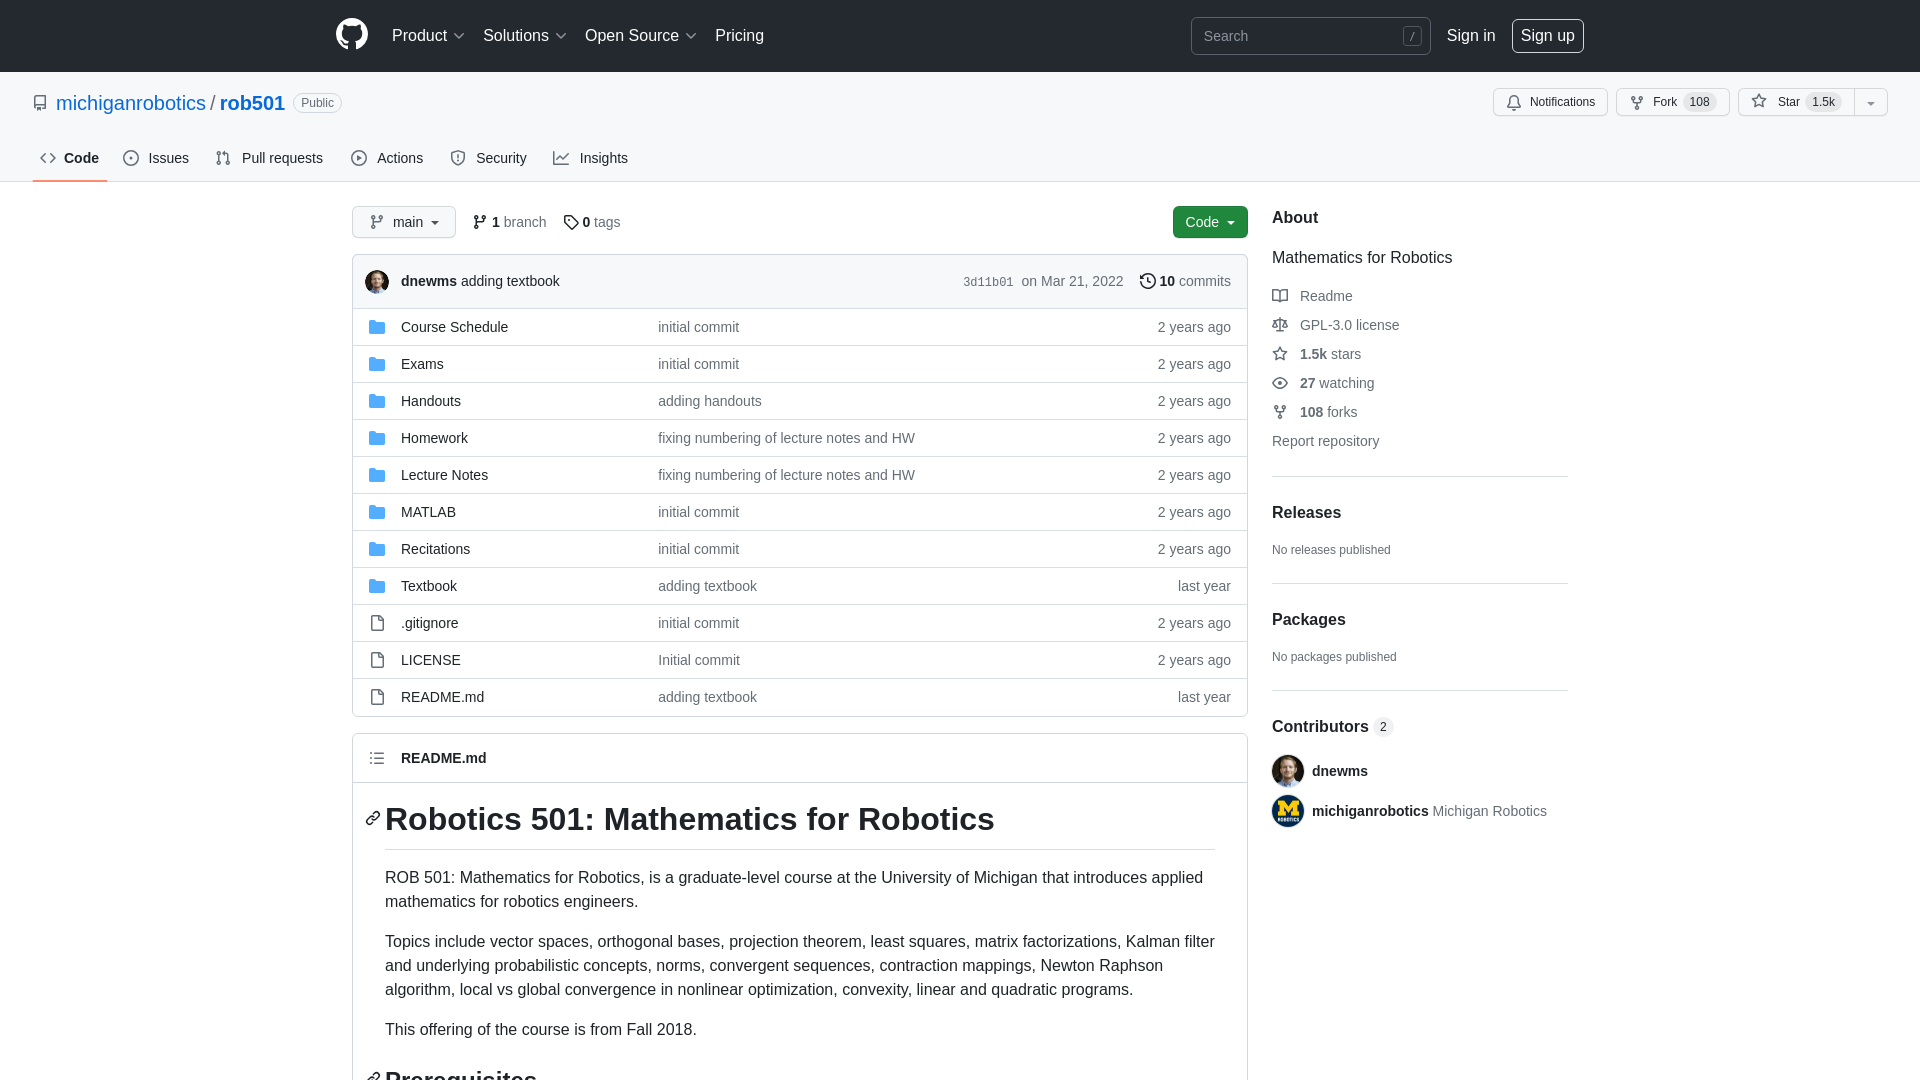 Product Solutions Open Source Pricing Search / Sign in Sign up
michiganrobotics / rob501 Public Notifications Fork 108 Star 1.5k
Code Issues Pull requests Actions Security Insights
main 1 branch 0 tags Code
dnewms adding textbook 3d11b01 on Mar 21, 2022 10 commits
Course Schedule initial commit 2 years ago
Exams initial commit 2 years ago
Handouts adding handouts 2 years ago
Homework fixing numbering of lecture notes and HW 2 years ago
Lecture Notes fixing numbering of lecture notes and HW 2 years ago
MATLAB initial commit 2 years ago
Recitations initial commit 2 years ago
Textbook adding textbook last year
.gitignore initial commit 2 years ago
LICENSE Initial commit 2 years ago
README.md adding textbook last year
README.md
Robotics 501: Mathematics for Robotics
ROB 501: Mathematics for Robotics, is a graduate-level course at the University of Michigan that introduces applied
mathematics for robotics engineers.
Topics include vector spaces, orthogonal bases, projection theorem, least squares, matrix factorizations, Kalman filter
and underlying probabilistic concepts, norms, convergent sequences, contraction mappings, Newton Raphson
algorithm, local vs global convergence in nonlinear optimization, convexity, linear and quadratic programs.
This offering of the course is from Fall 2018.
Prerequisites
About
Mathematics for Robotics
Readme
GPL-3.0 license
1.5k stars
27 watching
108 forks
Report repository
Releases
No releases published
Packages
No packages published
Contributors 2
dnewms
M
ROBOTICS
michiganrobotics Michigan Robotics